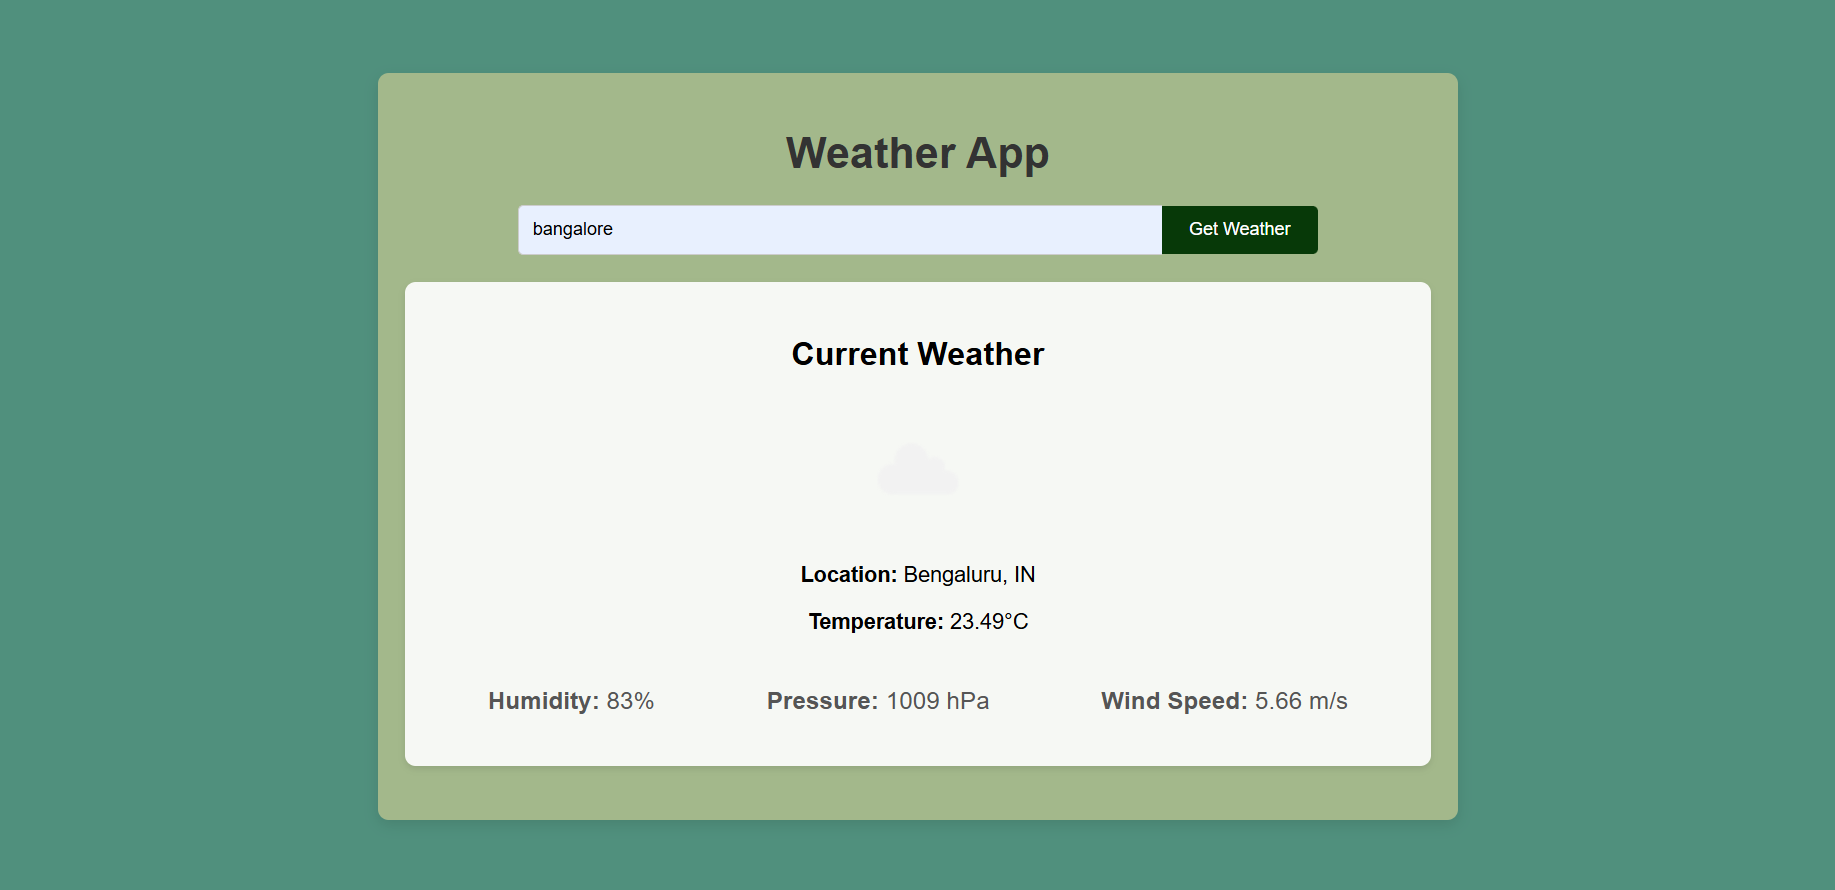 Weather App
bangalore
Get Weather
Current Weather
Location: Bengaluru, IN
Temperature: 23.49°C
Humidity: 83% Pressure: 1009 hPa Wind Speed: 5.66 m/s